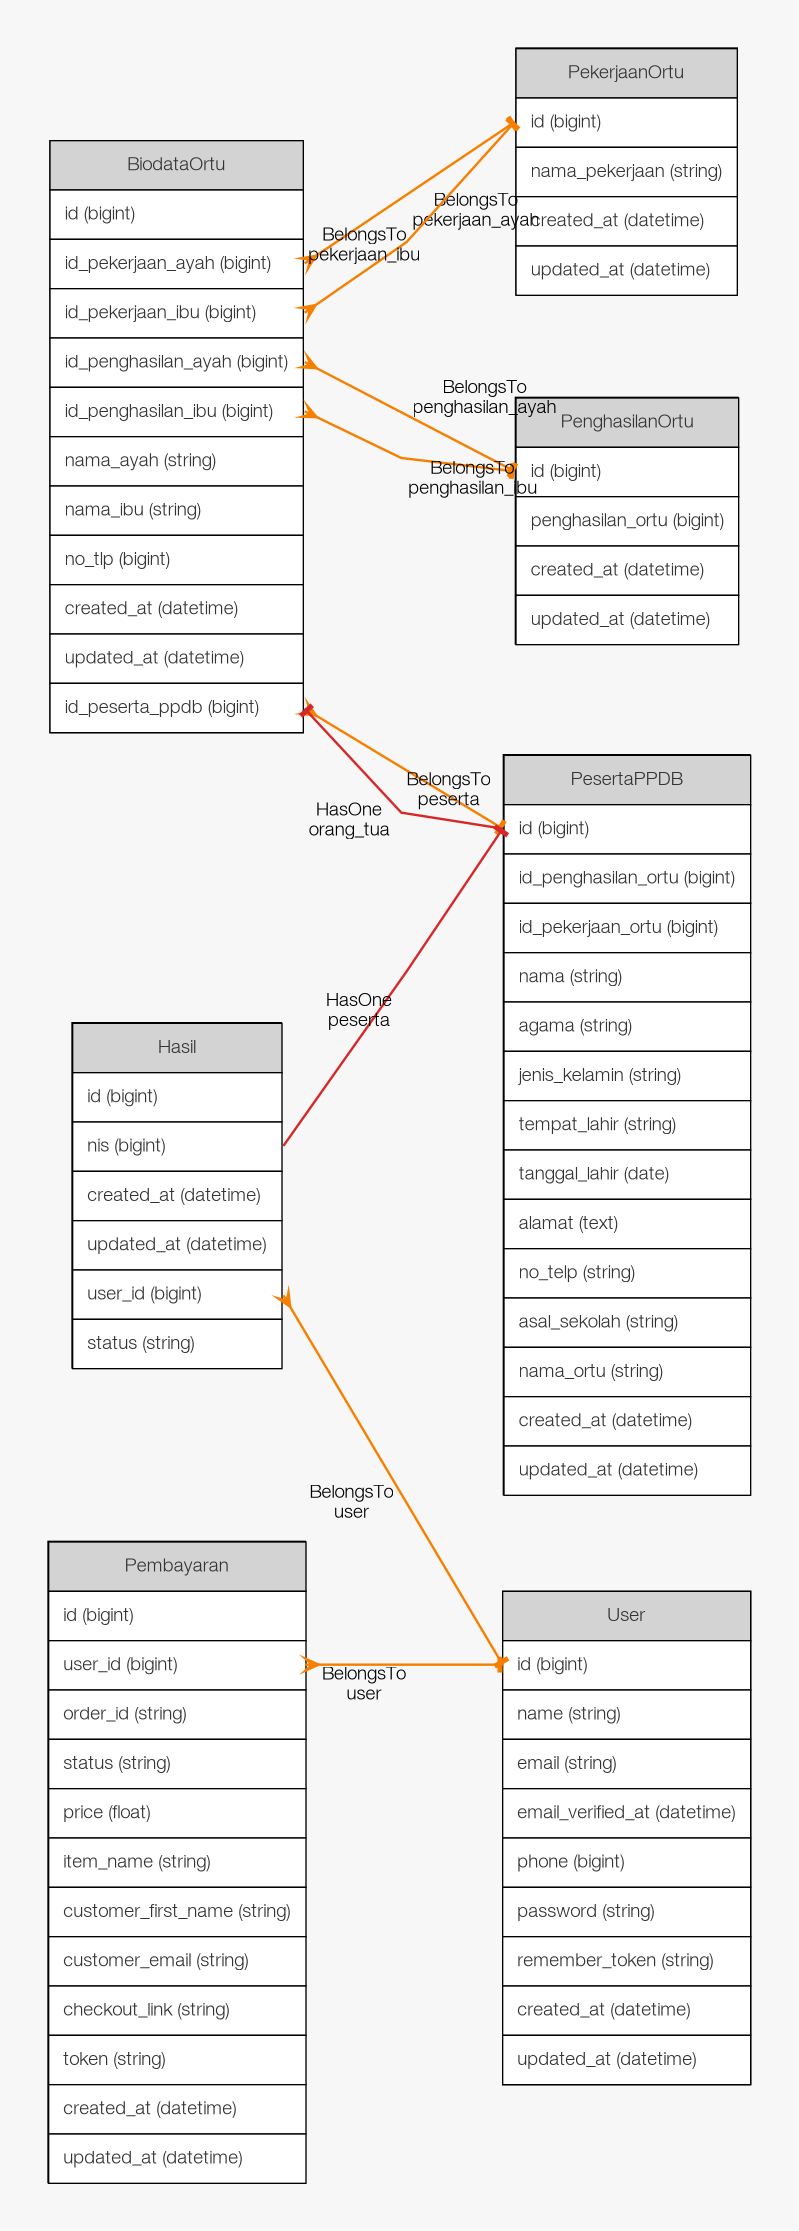 PekerjaanOrtu
id (bigint)
nama_pekerjaan (string)
created_at (datetime)
updated_at (datetime)
BiodataOrtu
id (bigint)
id_pekerjaan_ayah (bigint)
id_pekerjaan_ibu (bigint)
id_penghasilan_ayah (bigint)
id_penghasilan_ibu (bigint)
nama_ayah (string)
nama_ibu (string)
no_tlp (bigint)
created_at (datetime)
updated_at (datetime)
id_peserta_ppdb (bigint)
BelongsTo
pekerjaan_ayah
BelongsTo
pekerjaan_ibu
BelongsTo
penghasilan_ayah
BelongsTo
penghasilan_ibu
PenghasilanOrtu
id (bigint)
penghasilan_ortu (bigint)
created_at (datetime)
updated_at (datetime)
BelongsTo
peserta
HasOne
orang_tua
PesertaPPDB
id (bigint)
id_penghasilan_ortu (bigint)
id_pekerjaan_ortu (bigint)
nama (string)
agama (string)
jenis_kelamin (string)
tempat_lahir (string)
tanggal_lahir (date)
alamat (text)
no_telp (string)
asal_sekolah (string)
nama_ortu (string)
created_at (datetime)
updated_at (datetime)
HasOne
peserta
Hasil
id (bigint)
nis (bigint)
created_at (datetime)
updated_at (datetime)
user_id (bigint)
status (string)
BelongsTo
user
Pembayaran
id (bigint)
user_id (bigint)
order_id (string)
status (string)
price (float)
item_name (string)
customer_first_name (string)
customer_email (string)
checkout_link (string)
token (string)
created_at (datetime)
updated_at (datetime)
BelongsTo
user
User
id (bigint)
name (string)
email (string)
email_verified_at (datetime)
phone (bigint)
password (string)
remember_token (string)
created_at (datetime)
updated_at (datetime)